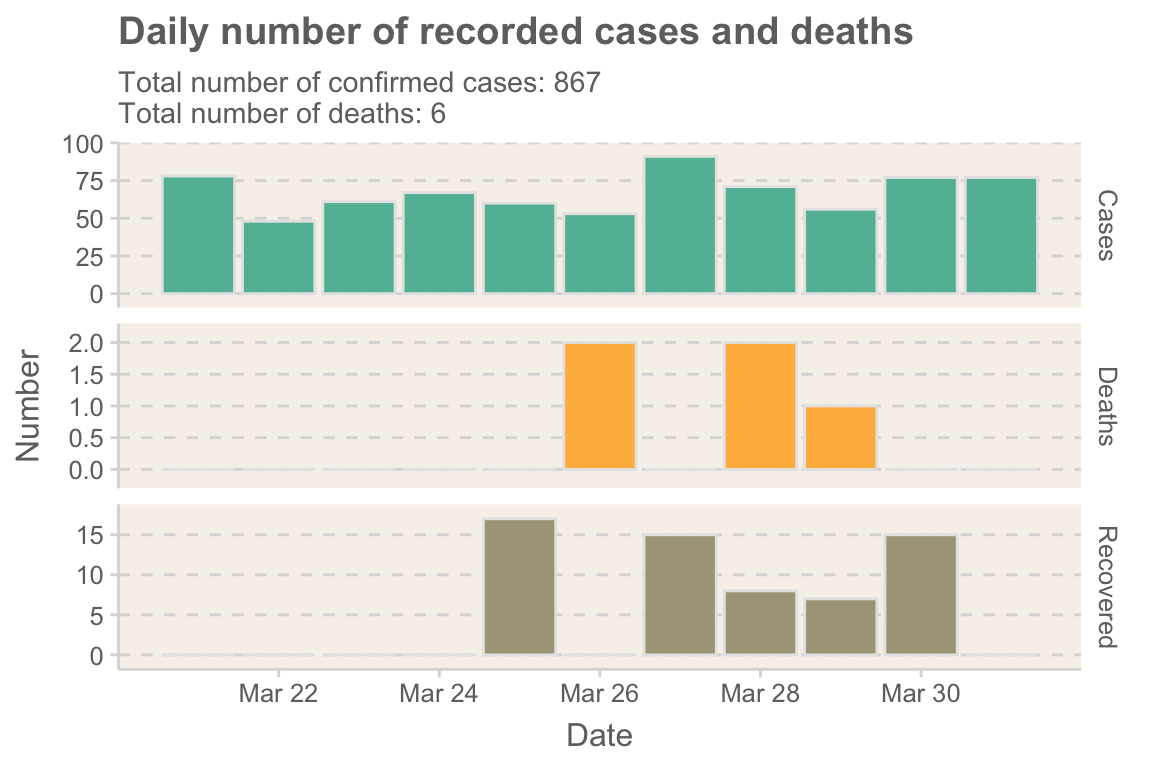 Daily number of recorded cases and deaths
Total number of confirmed cases: 867
Total number of deaths: 6
100
75
50
25
0
Cases
2.0
1.5
1.0
0.5
0.0
Deaths
Number
15
10
5
0
Recovered
Mar 22 Mar 24 Mar 26 Mar 28 Mar 30
Date